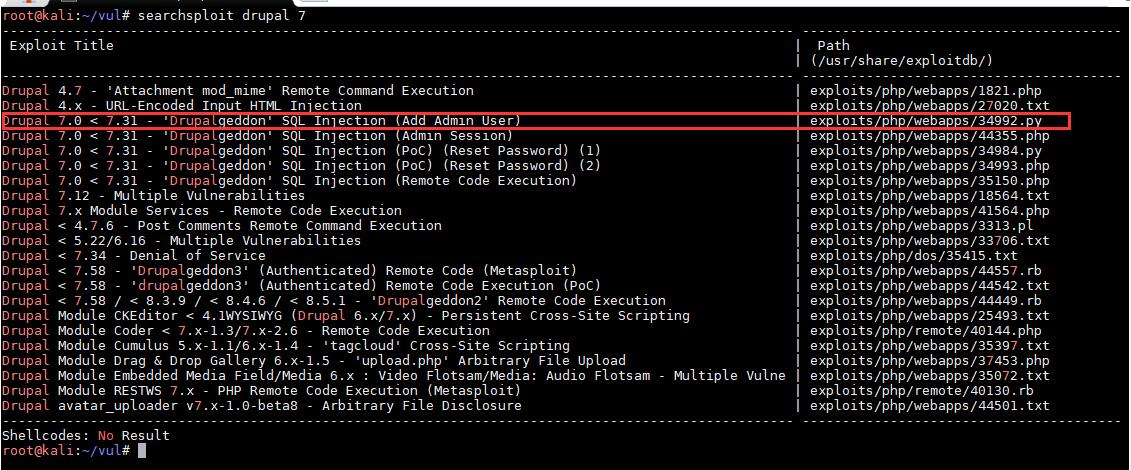 root@kali:~/vul# searchsploit drupal 7
Exploit Title | Path
| (/usr/share/exploitdb/)
Drupal 4.7 - 'Attachment mod_mime' Remote Command Execution | exploits/php/webapps/1821.php
Drupal 4.x - URL-Encoded Input HTML Injection | exploits/php/webapps/27020.txt
Drupal 7.0 < 7.31 - 'Drupalgeddon' SQL Injection (Add Admin User) | exploits/php/webapps/34992.py
Drupal 7.0 < 7.31 - 'Drupalgeddon' SQL Injection (Admin Session) | exploits/php/webapps/44355.php
Drupal 7.0 < 7.31 - 'Drupalgeddon' SQL Injection (PoC) (Reset Password) (1) | exploits/php/webapps/34984.py
Drupal 7.0 < 7.31 - 'Drupalgeddon' SQL Injection (PoC) (Reset Password) (2) | exploits/php/webapps/34993.php
Drupal 7.0 < 7.31 - 'Drupalgeddon' SQL Injection (Remote Code Execution) | exploits/php/webapps/35150.php
Drupal 7.12 - Multiple Vulnerabilities | exploits/php/webapps/18564.txt
Drupal 7.x Module Services - Remote Code Execution | exploits/php/webapps/41564.php
Drupal < 4.7.6 - Post Comments Remote Command Execution | exploits/php/webapps/3313.pl
Drupal < 5.22/6.16 - Multiple Vulnerabilities | exploits/php/webapps/33706.txt
Drupal < 7.34 - Denial of Service | exploits/php/dos/35415.txt
Drupal < 7.58 - 'Drupalgeddon3' (Authenticated) Remote Code (Metasploit) | exploits/php/webapps/44557.rb
Drupal < 7.58 - 'drupalgeddon3' (Authenticated) Remote Code Execution (PoC) | exploits/php/webapps/44542.txt
Drupal < 7.58 / < 8.3.9 / < 8.4.6 / < 8.5.1 - 'Drupalgeddon2' Remote Code Execution | exploits/php/webapps/44449.rb
Drupal Module CKEditor < 4.1WYSIWYG (Drupal 6.x/7.x) - Persistent Cross-Site Scripting | exploits/php/webapps/25493.txt
Drupal Module Coder < 7.x-1.3/7.x-2.6 - Remote Code Execution | exploits/php/remote/40144.php
Drupal Module Cumulus 5.x-1.1/6.x-1.4 - 'tagcloud' Cross-Site Scripting | exploits/php/webapps/35397.txt
Drupal Module Drag & Drop Gallery 6.x-1.5 - 'upload.php' Arbitrary File Upload | exploits/php/webapps/37453.php
Drupal Module Embedded Media Field/Media 6.x : Video Flotsam/Media: Audio Flotsam - Multiple Vulne | exploits/php/webapps/35072.txt
Drupal Module RESTWS 7.x - PHP Remote Code Execution (Metasploit) | exploits/php/remote/40130.rb
Drupal avatar_uploader v7.x-1.0-beta8 - Arbitrary File Disclosure | exploits/php/webapps/44501.txt
Shellcodes: No Result
root@kali:~/vul#